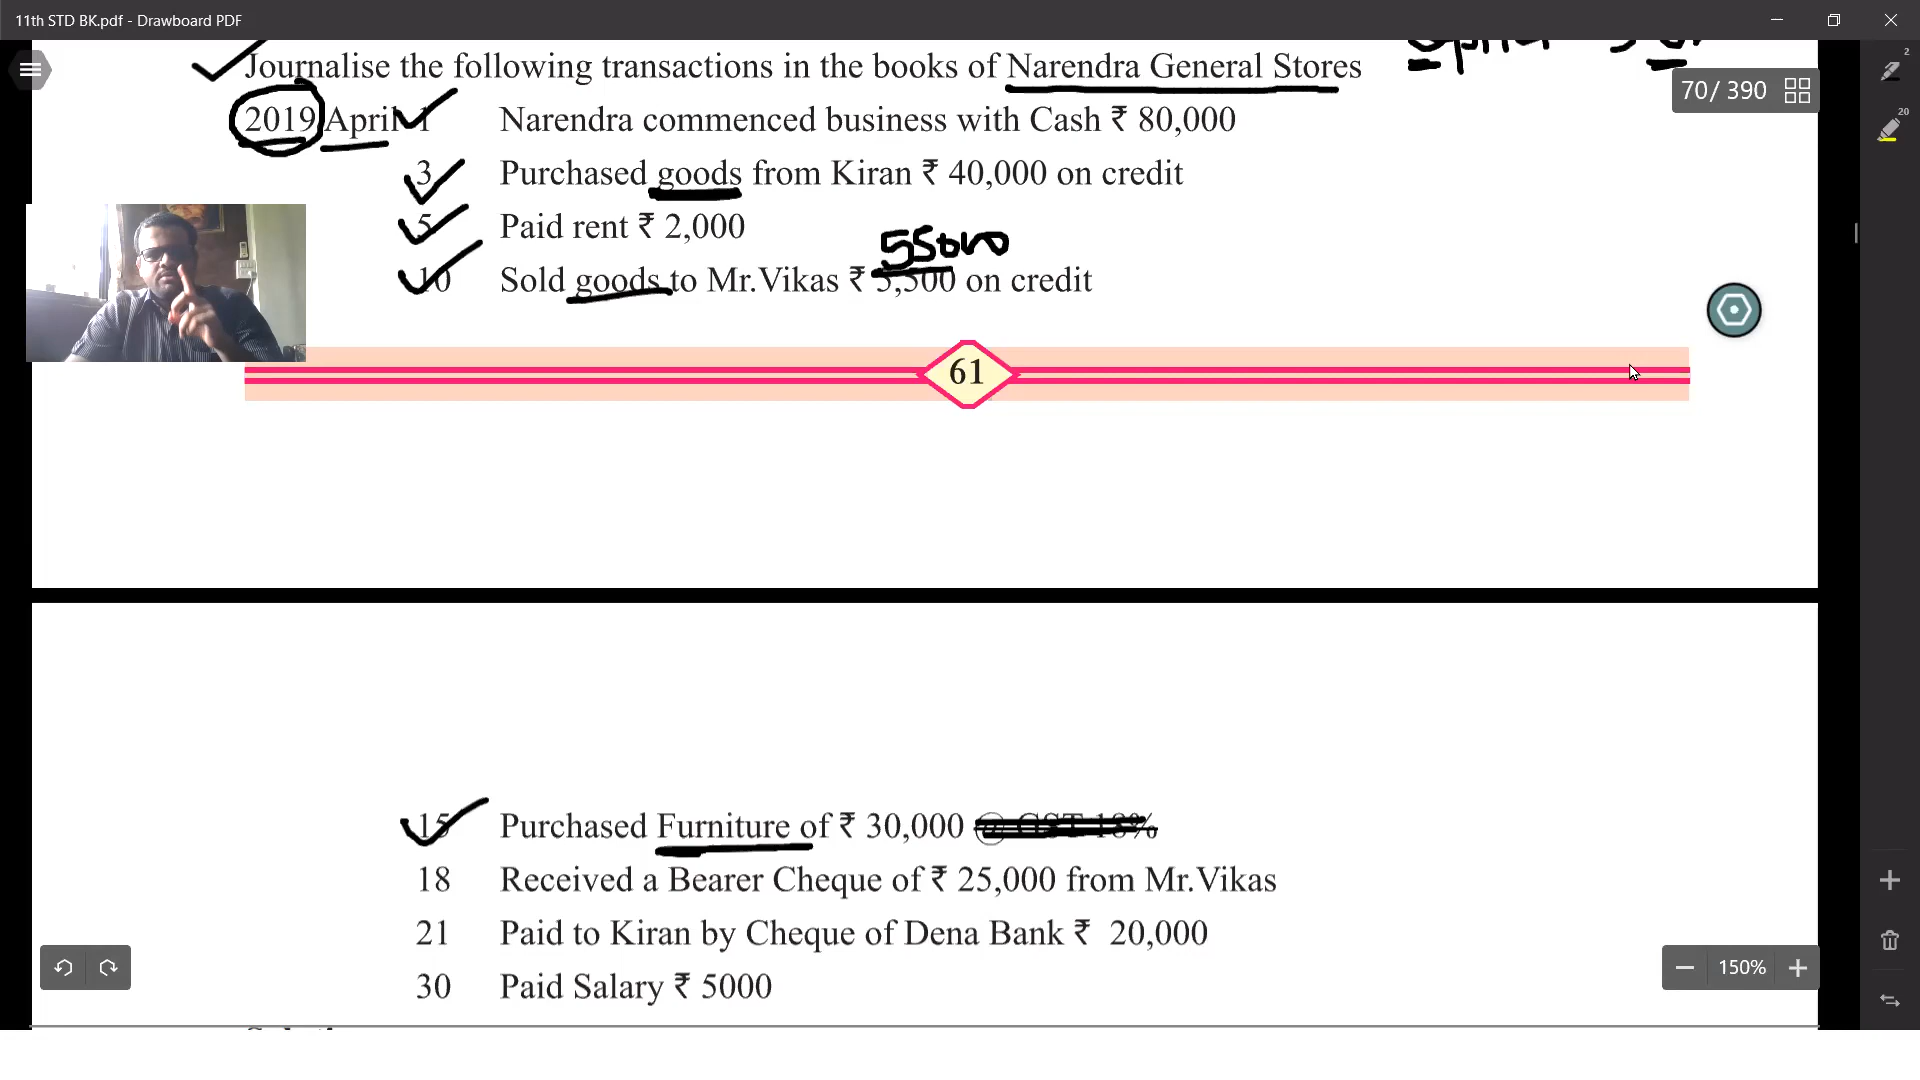 11th STD BK.pdf - Drawboard PDF
Journalise the following transactions in the books of Narendra General Stores
2
70 / 390
2019 April 1 Narendra commenced business with Cash ₹ 80,000
20
3 Purchased goods from Kiran ₹ 40,000 on credit
5 Paid rent ₹ 2,000
55000
10 Sold goods to Mr.Vikas ₹ 5,500 on credit
61
15 Purchased Furniture of ₹ 30,000 @ GST 18%
18 Received a Bearer Cheque of ₹ 25,000 from Mr.Vikas
21 Paid to Kiran by Cheque of Dena Bank ₹ 20,000
150%
30 Paid Salary ₹ 5000